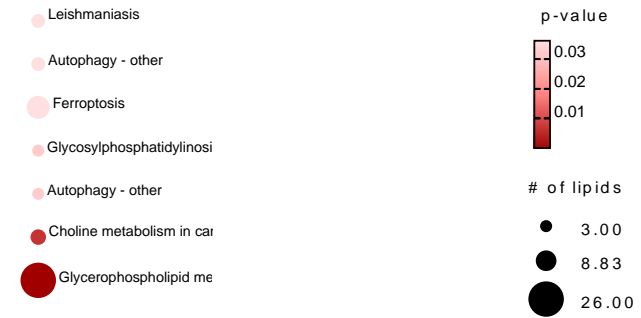 Leishmaniasis
Autophagy - other
Ferroptosis
Glycosylphosphatidylinosi
Autophagy - other
Choline metabolism in car
Glycerophospholipid me
p-value
0.03
0.02
0.01
# of lipids
3.00
8.83
26.00